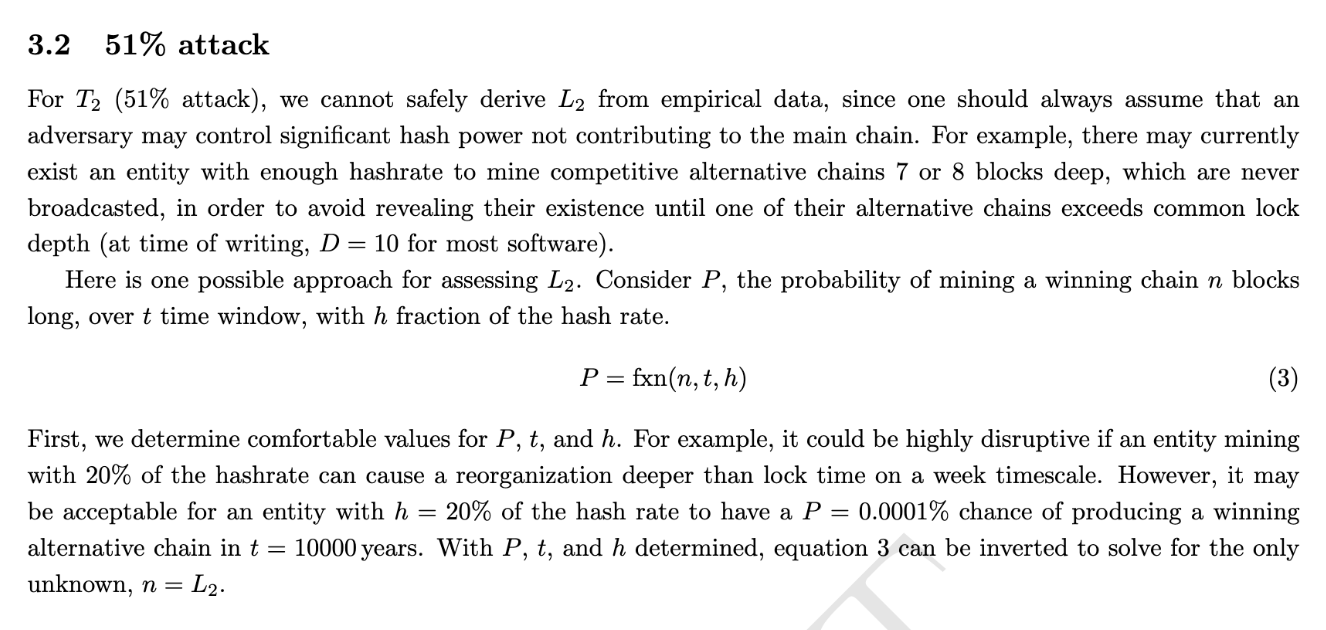 3.2 51% attack
For T₂ (51% attack), we cannot safely derive L₂ from empirical data, since one should always assume that an
adversary may control significant hash power not contributing to the main chain. For example, there may currently
exist an entity with enough hashrate to mine competitive alternative chains 7 or 8 blocks deep, which are never
broadcasted, in order to avoid revealing their existence until one of their alternative chains exceeds common lock
depth (at time of writing, D = 10 for most software).
Here is one possible approach for assessing L₂. Consider P, the probability of mining a winning chain n blocks
long, over t time window, with h fraction of the hash rate.
P = fxn(n, t, h) (3)
First, we determine comfortable values for P, t, and h. For example, it could be highly disruptive if an entity mining
with 20% of the hashrate can cause a reorganization deeper than lock time on a week timescale. However, it may
be acceptable for an entity with h = 20% of the hash rate to have a P = 0.0001% chance of producing a winning
alternative chain in t = 10000 years. With P, t, and h determined, equation 3 can be inverted to solve for the only
unknown, n = L₂.